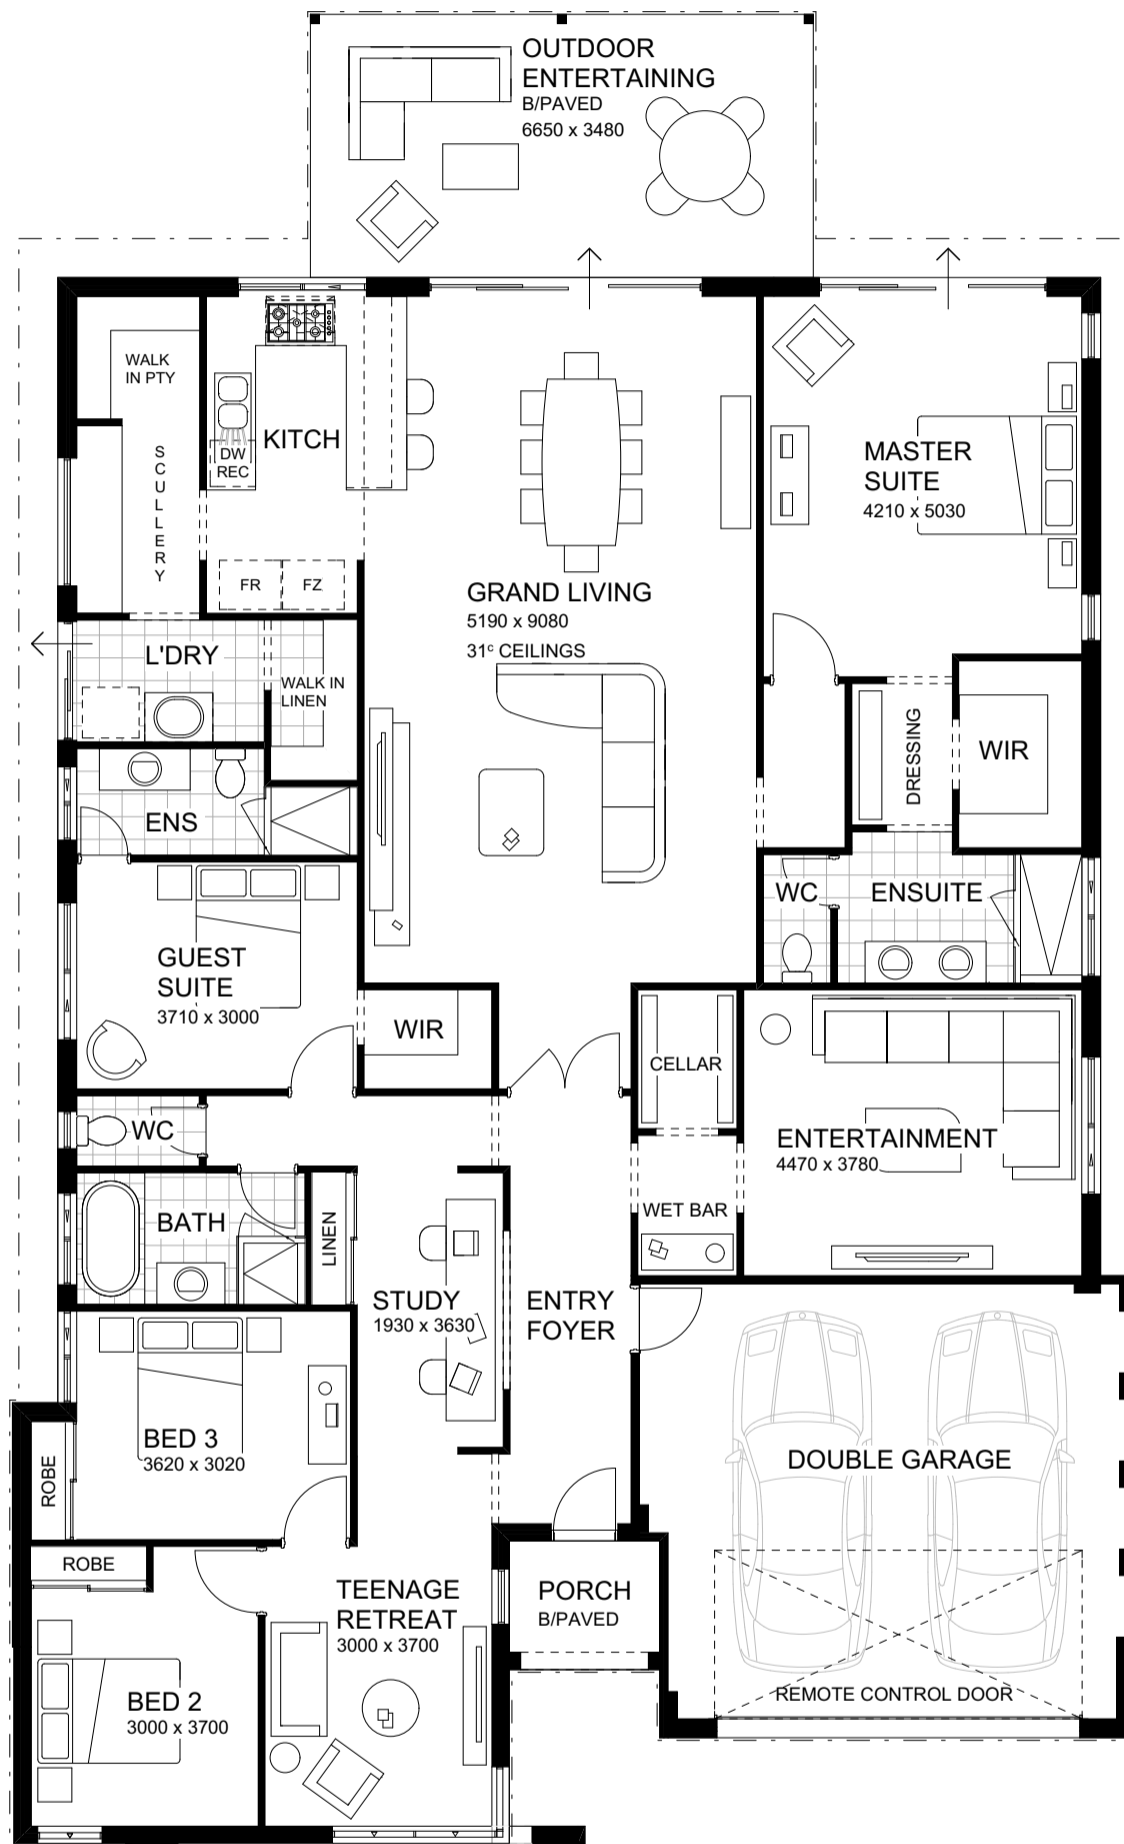 OUTDOOR
ENTERTAINING
B/PAVED
6650 x 3480
WALK
IN PTY
SCULLERY
KITCH
DW
REC
FR
FZ
MASTER
SUITE
4210 x 5030
GRAND LIVING
5190 x 9080
31c CEILINGS
L'DRY
WALK IN
LINEN
DRESSING
WIR
ENS
WC
ENSUITE
GUEST
SUITE
3710 x 3000
WIR
CELLAR
WC
ENTERTAINMENT
4470 x 3780
BATH
LINEN
WET BAR
STUDY
1930 x 3630
ENTRY
FOYER
BED 3
3620 x 3020
ROBE
DOUBLE GARAGE
ROBE
TEENAGE
RETREAT
3000 x 3700
PORCH
B/PAVED
BED 2
3000 x 3700
REMOTE CONTROL DOOR